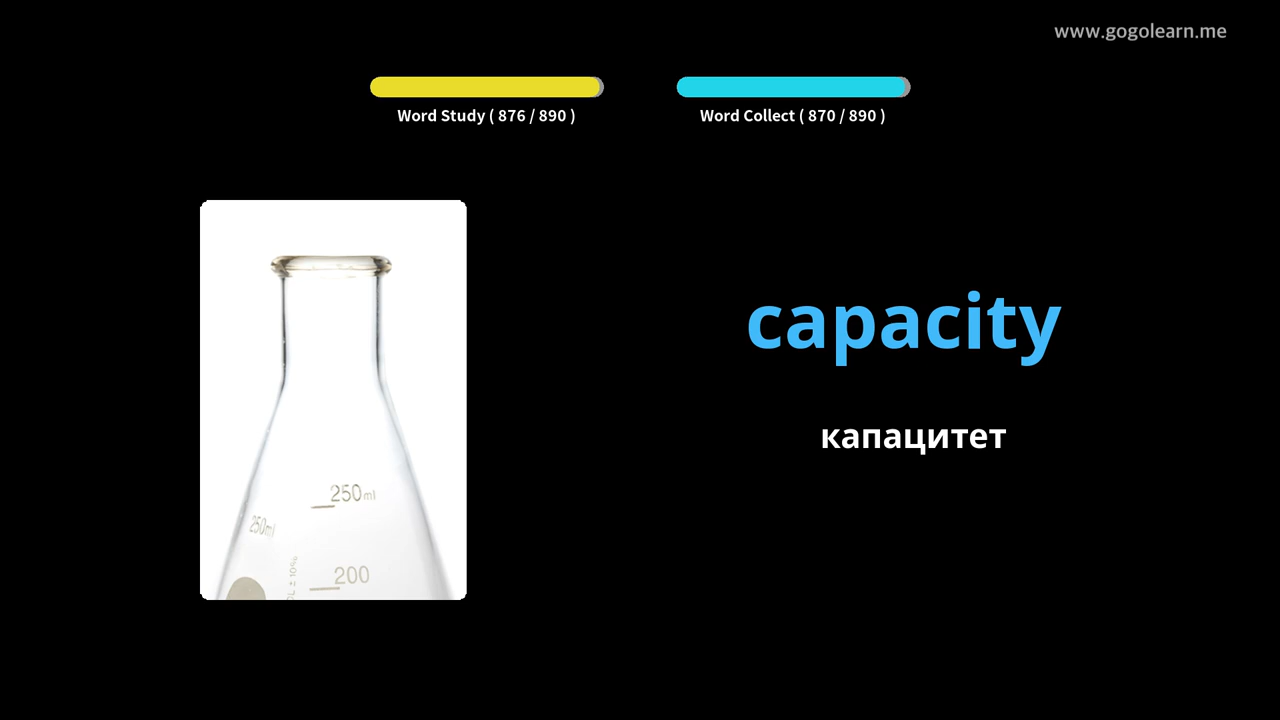 www.gogolearn.me
Word Study ( 876 / 890 )
Word Collect ( 870 / 890 )
capacity
капацитет
250ml
250ml
200